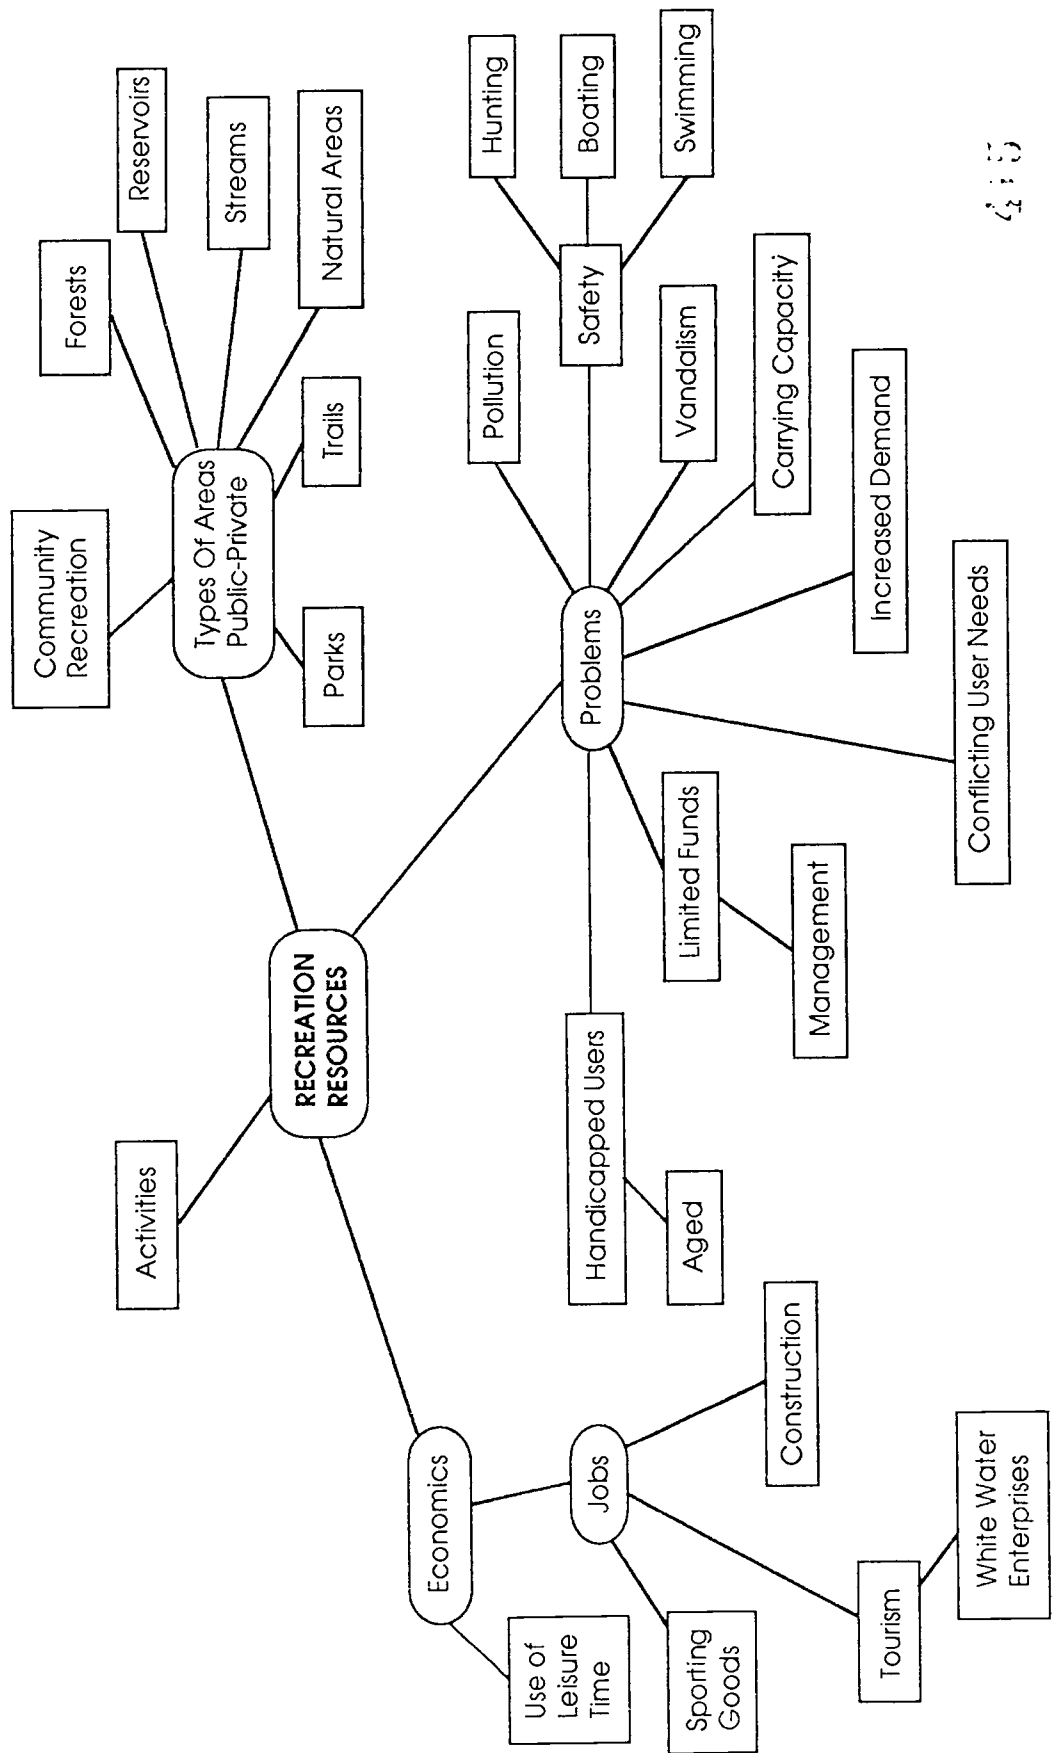 Community
Recreation
Forests
Reservoirs
Streams
Natural Areas
Types Of Areas
Public-Private
Trails
Parks
Activities
RECREATION
RESOURCES
Economics
Use of
Leisure
Time
Jobs
Sporting
Goods
Construction
Tourism
White Water
Enterprises
Problems
Pollution
Safety
Hunting
Boating
Swimming
Vandalism
Carrying Capacity
Increased Demand
Conflicting User Needs
Limited Funds
Management
Handicapped Users
Aged